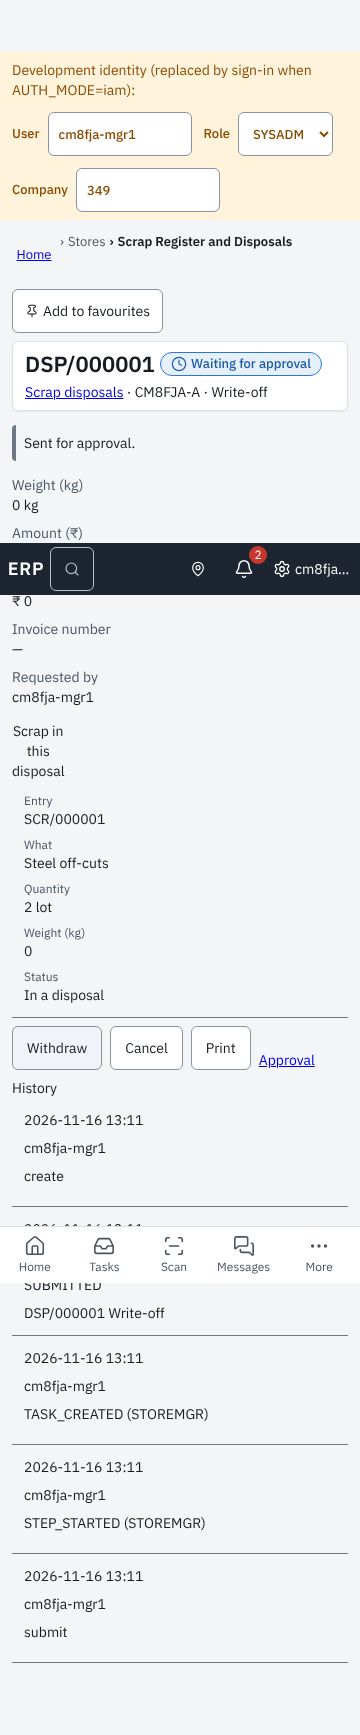 Development identity (replaced by sign-in when
AUTH_MODE=iam):
User cm8fja-mgr1 Role SYSADM
Company 349
Home › Stores › Scrap Register and Disposals
Add to favourites
DSP/000001 Waiting for approval
Scrap disposals · CM8FJA-A · Write-off
Sent for approval.
Weight (kg)
0 kg
Amount (₹)
ERP 2 cm8fja...
₹ 0
Invoice number
—
Requested by
cm8fja-mgr1
Scrap in
this
disposal
Entry
SCR/000001
What
Steel off-cuts
Quantity
2 lot
Weight (kg)
0
Status
In a disposal
Withdraw Cancel Print Approval
History
2026-11-16 13:11
cm8fja-mgr1
create
Home Tasks Scan Messages More
SUBMITTED
DSP/000001 Write-off
2026-11-16 13:11
cm8fja-mgr1
TASK_CREATED (STOREMGR)
2026-11-16 13:11
cm8fja-mgr1
STEP_STARTED (STOREMGR)
2026-11-16 13:11
cm8fja-mgr1
submit